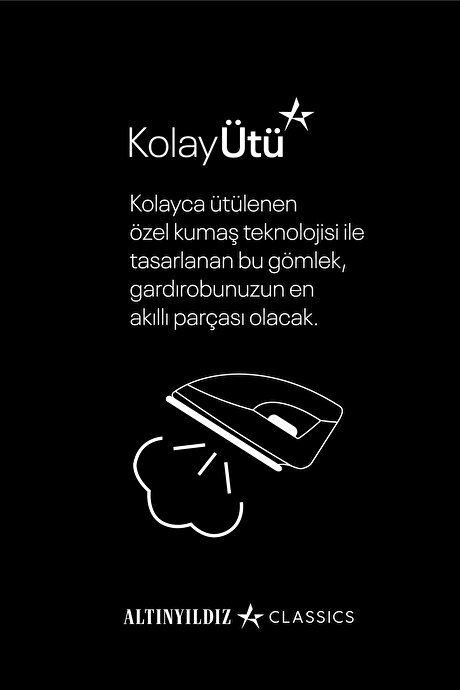 KolayÜtü
Kolayca ütülenen
özel kumaş teknolojisi ile
tasarlanan bu gömlek,
gardırobunuzun en
akıllı parçası olacak.
ALTINYILDIZ CLASSICS